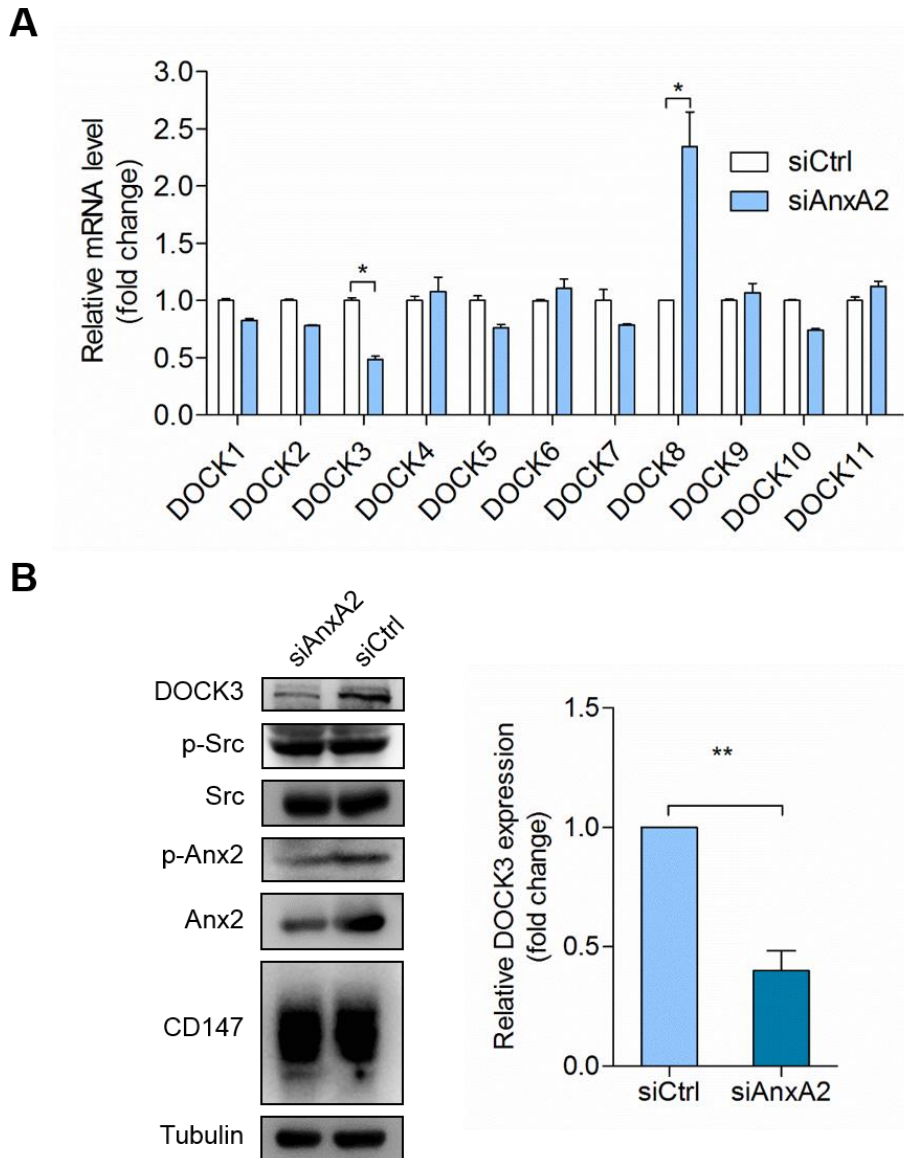 A
Relative mRNA level
(fold change)
3.0
2.5
2.0
1.5
1.0
0.5
0.0
*
*
siCtrl
siAnxA2
DOCK1
DOCK2
DOCK3
DOCK4
DOCK5
DOCK6
DOCK7
DOCK8
DOCK9
DOCK10
DOCK11
B
siAnxA2
siCtrl
DOCK3
p-Src
Src
p-Anx2
Anx2
CD147
Tubulin
Relative DOCK3 expression
(fold change)
1.5
1.0
0.5
0.0
**
siCtrl
siAnxA2